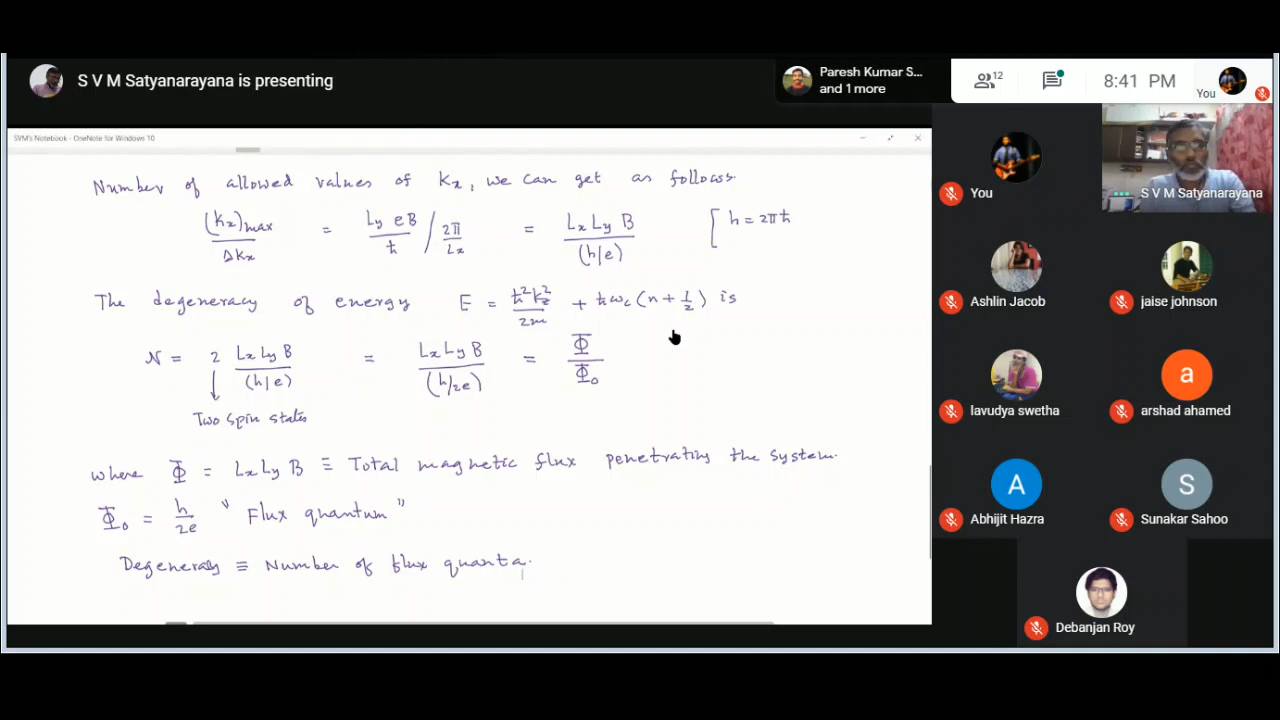 S V M Satyanarayana is presenting
Paresh Kumar S...
and 1 more
12
8:41 PM
You
SVM's Notebook - OneNote for Windows 10
Number of allowed values of kx, we can get as follows.
(kx)max / Δkx = Ly eB / ħ / 2π / Lx = Lx Ly B / (h/e) [ h = 2πħ
The degeneracy of energy E = ħ²kz² / 2m + ħωc (n + 1/2) is
N = 2 Lx Ly B / (h/e) = Lx Ly B / (h/2e) = Φ / Φ0
Two spin states
where Φ = Lx Ly B ≡ Total magnetic flux penetrating the system.
Φ0 = h / 2e " Flux quantum "
Degeneracy ≡ Number of flux quanta.
You
S V M Satyanarayana
Ashlin Jacob
jaise johnson
lavudya swetha
a
arshad ahamed
A
Abhijit Hazra
S
Sunakar Sahoo
Debanjan Roy